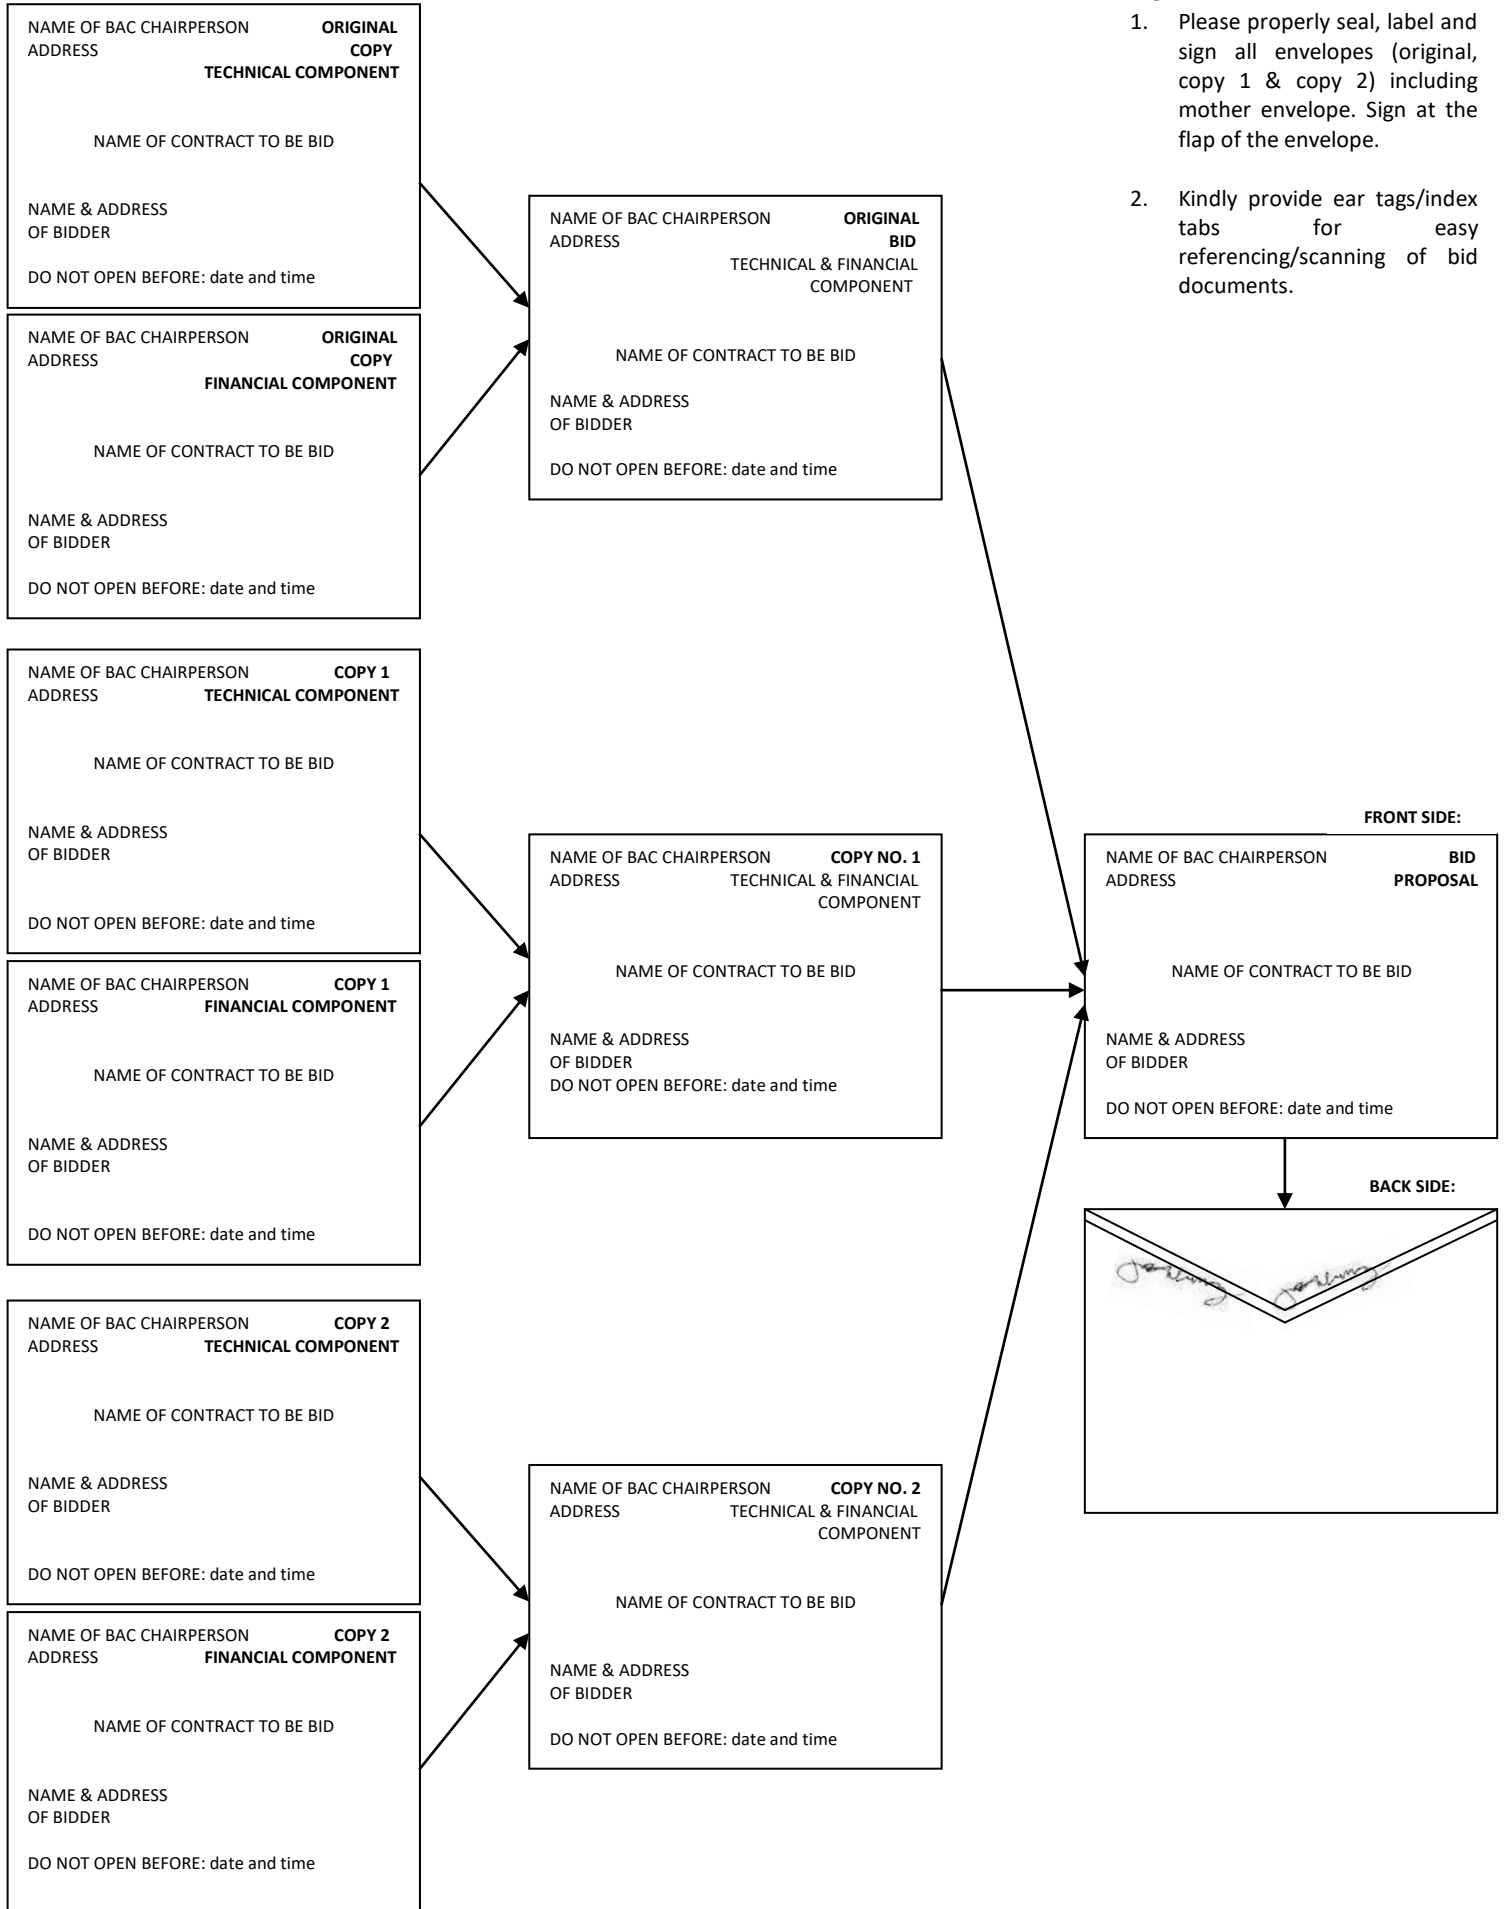 NAME OF BAC CHAIRPERSON ORIGINAL
ADDRESS COPY
TECHNICAL COMPONENT
NAME OF CONTRACT TO BE BID
NAME & ADDRESS
OF BIDDER
DO NOT OPEN BEFORE: date and time
NAME OF BAC CHAIRPERSON ORIGINAL
ADDRESS COPY
FINANCIAL COMPONENT
NAME OF CONTRACT TO BE BID
NAME & ADDRESS
OF BIDDER
DO NOT OPEN BEFORE: date and time
NAME OF BAC CHAIRPERSON COPY 1
ADDRESS TECHNICAL COMPONENT
NAME OF CONTRACT TO BE BID
NAME & ADDRESS
OF BIDDER
DO NOT OPEN BEFORE: date and time
NAME OF BAC CHAIRPERSON COPY 1
ADDRESS FINANCIAL COMPONENT
NAME OF CONTRACT TO BE BID
NAME & ADDRESS
OF BIDDER
DO NOT OPEN BEFORE: date and time
NAME OF BAC CHAIRPERSON COPY 2
ADDRESS TECHNICAL COMPONENT
NAME OF CONTRACT TO BE BID
NAME & ADDRESS
OF BIDDER
DO NOT OPEN BEFORE: date and time
NAME OF BAC CHAIRPERSON COPY 2
ADDRESS FINANCIAL COMPONENT
NAME OF CONTRACT TO BE BID
NAME & ADDRESS
OF BIDDER
DO NOT OPEN BEFORE: date and time
NAME OF BAC CHAIRPERSON ORIGINAL
ADDRESS BID
TECHNICAL & FINANCIAL
COMPONENT
NAME OF CONTRACT TO BE BID
NAME & ADDRESS
OF BIDDER
DO NOT OPEN BEFORE: date and time
NAME OF BAC CHAIRPERSON COPY NO. 1
ADDRESS TECHNICAL & FINANCIAL
COMPONENT
NAME OF CONTRACT TO BE BID
NAME & ADDRESS
OF BIDDER
DO NOT OPEN BEFORE: date and time
NAME OF BAC CHAIRPERSON COPY NO. 2
ADDRESS TECHNICAL & FINANCIAL
COMPONENT
NAME OF CONTRACT TO BE BID
NAME & ADDRESS
OF BIDDER
DO NOT OPEN BEFORE: date and time
1. Please properly seal, label and
sign all envelopes (original,
copy 1 & copy 2) including
mother envelope. Sign at the
flap of the envelope.
2. Kindly provide ear tags/index
tabs for easy
referencing/scanning of bid
documents.
FRONT SIDE:
NAME OF BAC CHAIRPERSON BID
ADDRESS PROPOSAL
NAME OF CONTRACT TO BE BID
NAME & ADDRESS
OF BIDDER
DO NOT OPEN BEFORE: date and time
BACK SIDE: